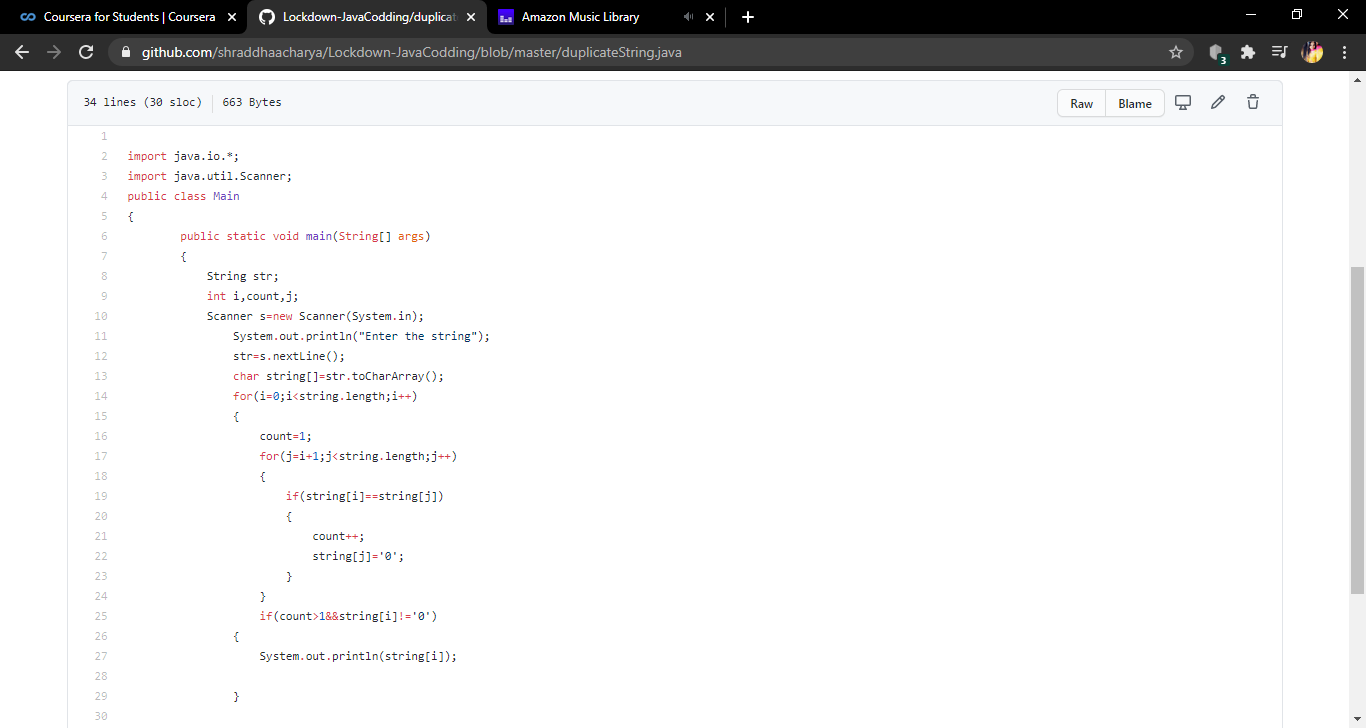 Coursera for Students | Coursera
Lockdown-JavaCodding/duplicat
Amazon Music Library
github.com/shraddhaacharya/Lockdown-JavaCodding/blob/master/duplicateString.java
3
34 lines (30 sloc) 663 Bytes
Raw Blame
1
2 import java.io.*;
3 import java.util.Scanner;
4 public class Main
5 {
6 public static void main(String[] args)
7 {
8 String str;
9 int i,count,j;
10 Scanner s=new Scanner(System.in);
11 System.out.println("Enter the string");
12 str=s.nextLine();
13 char string[]=str.toCharArray();
14 for(i=0;i<string.length;i++)
15 {
16 count=1;
17 for(j=i+1;j<string.length;j++)
18 {
19 if(string[i]==string[j])
20 {
21 count++;
22 string[j]='0';
23 }
24 }
25 if(count>1&&string[i]!='0')
26 {
27 System.out.println(string[i]);
28
29 }
30